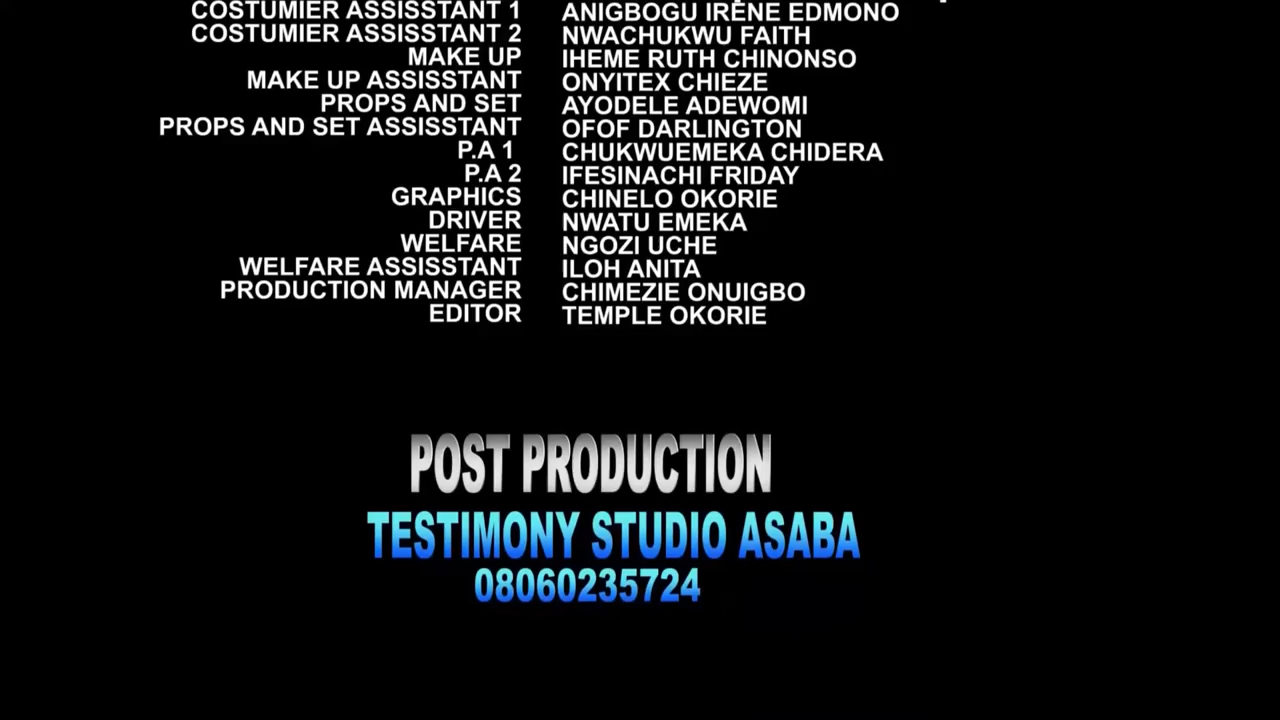 COSTUMIER ASSISSTANT 1 ANIGBOGU IRENE EDMONO
COSTUMIER ASSISSTANT 2 NWACHUKWU FAITH
MAKE UP IHEME RUTH CHINONSO
MAKE UP ASSISSTANT ONYITEX CHIEZE
PROPS AND SET AYODELE ADEWOMI
PROPS AND SET ASSISSTANT OFOF DARLINGTON
P.A 1 CHUKWUEMEKA CHIDERA
P.A 2 IFESINACHI FRIDAY
GRAPHICS CHINELO OKORIE
DRIVER NWATU EMEKA
WELFARE NGOZI UCHE
WELFARE ASSISSTANT ILOH ANITA
PRODUCTION MANAGER CHIMEZIE ONUIGBO
EDITOR TEMPLE OKORIE
POST PRODUCTION
TESTIMONY STUDIO ASABA
08060235724